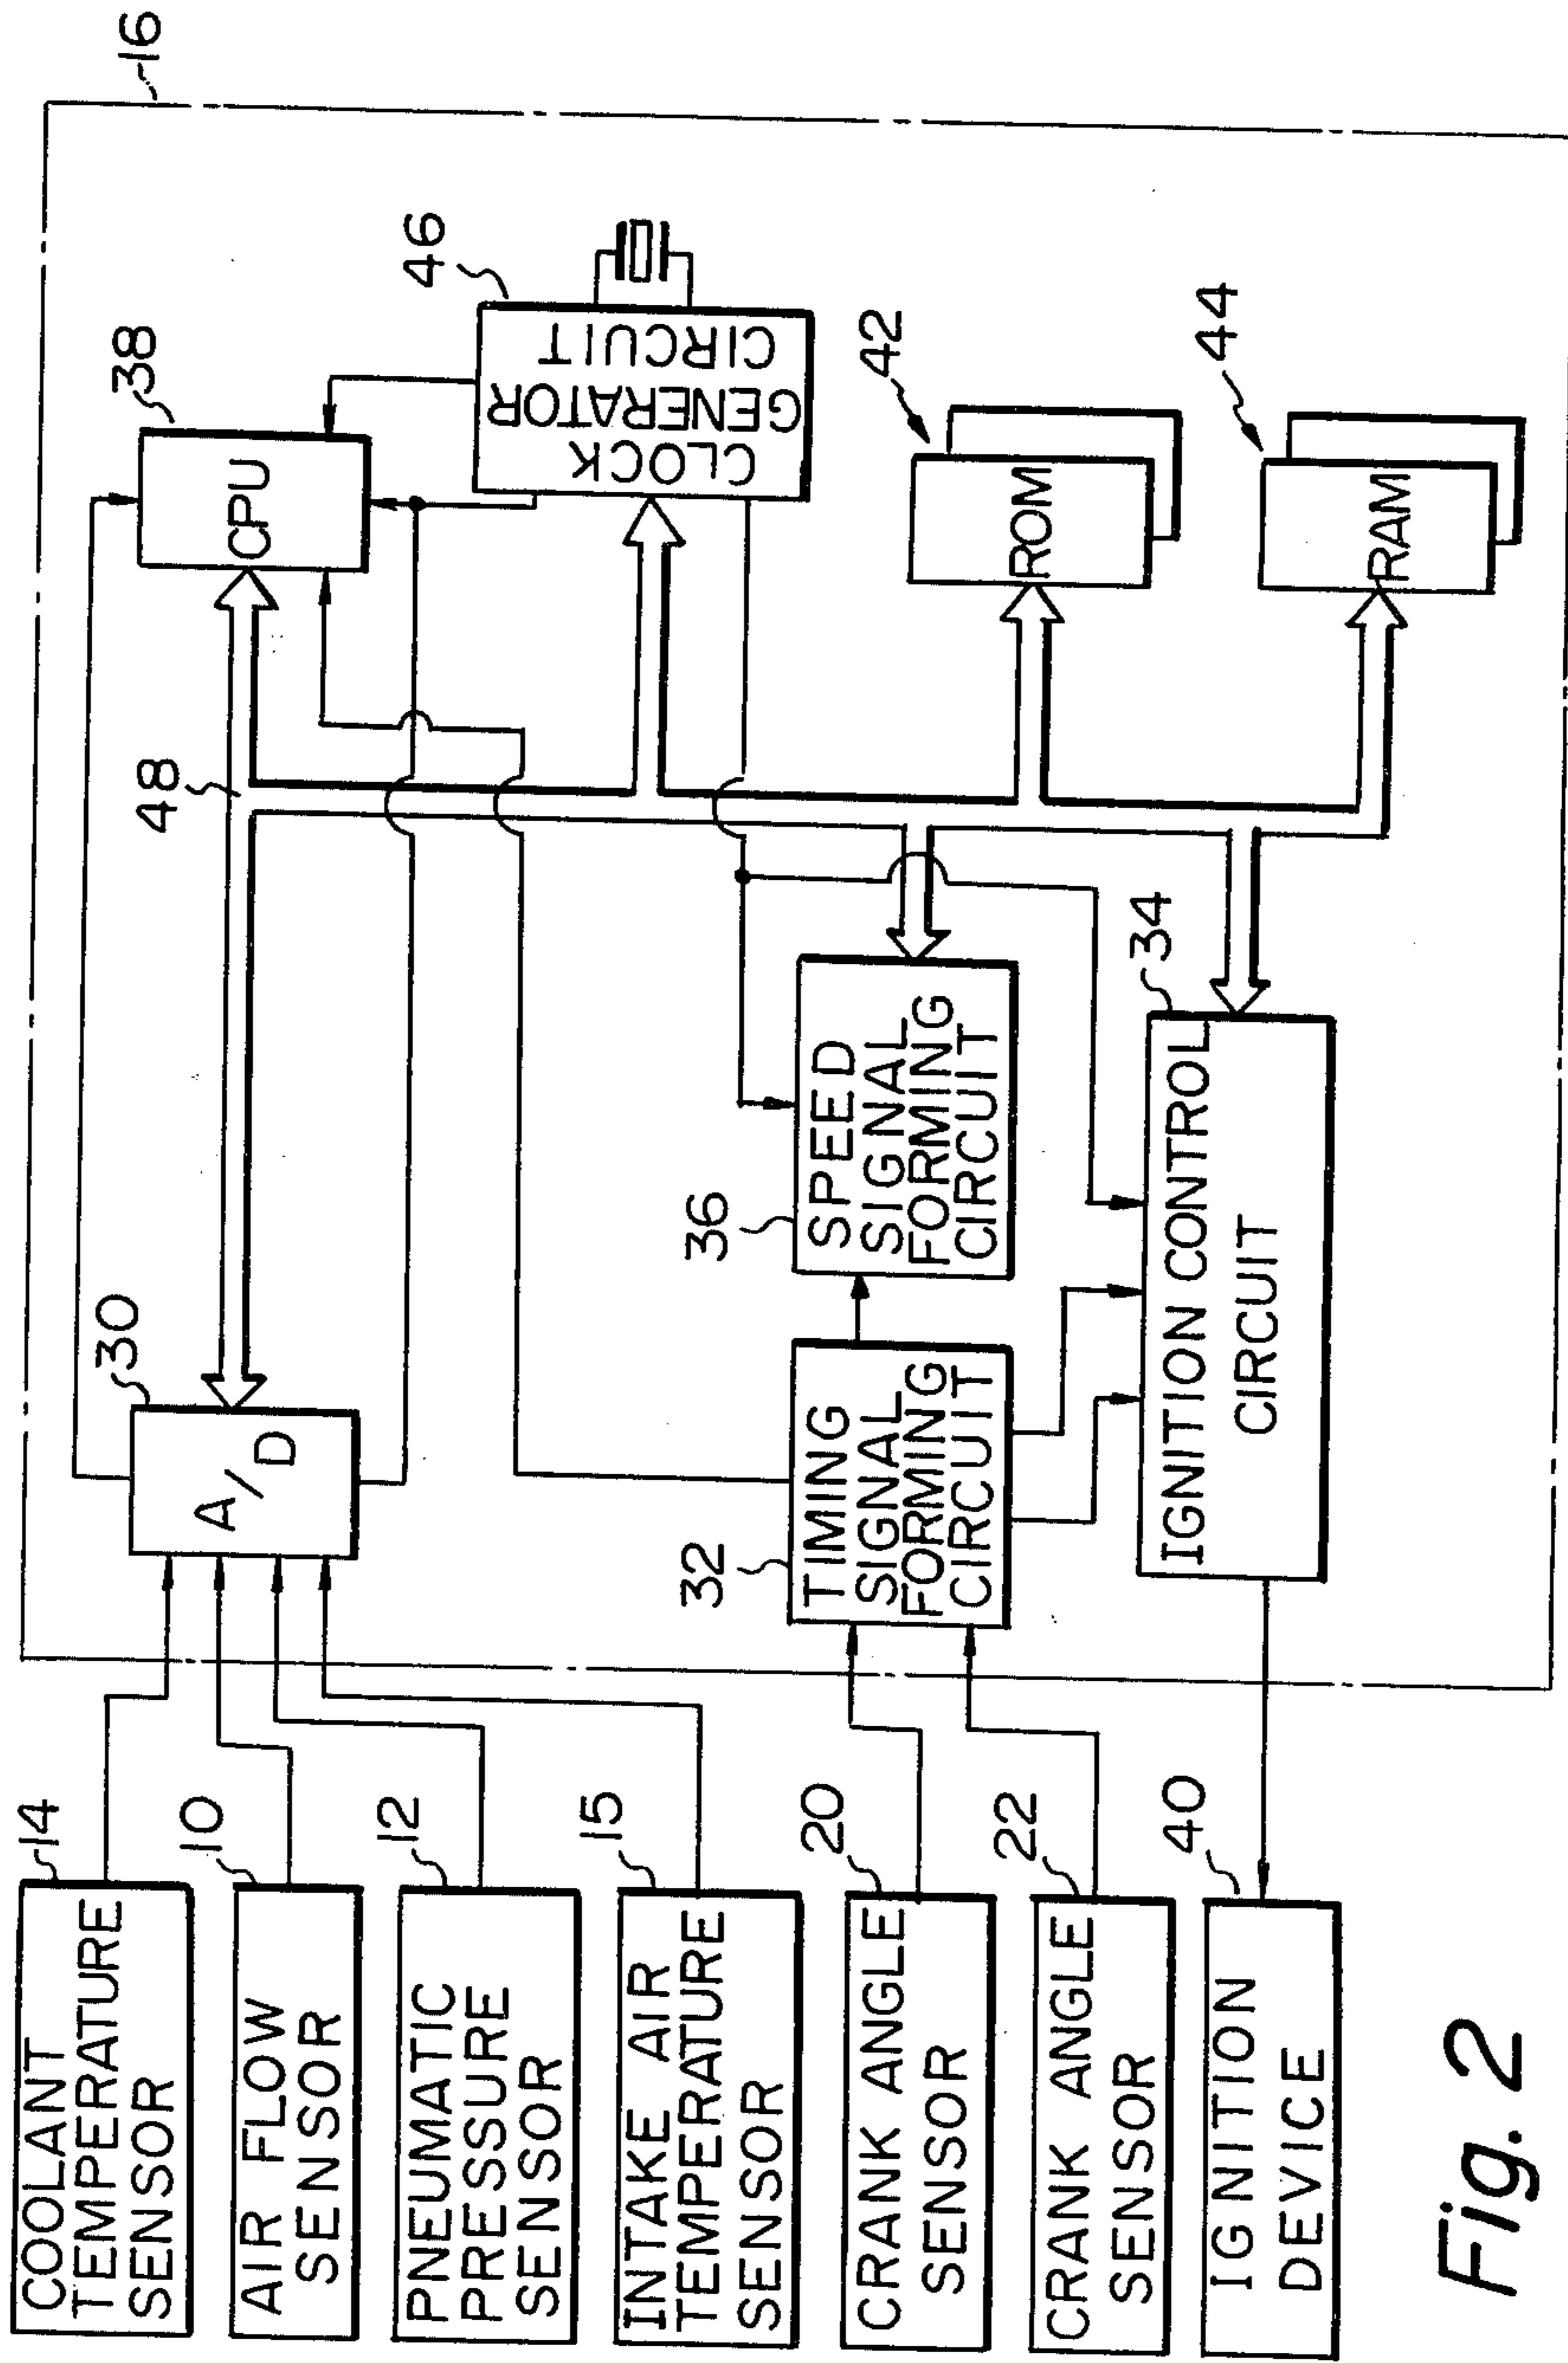 16
14
COOLANT
TEMPERATURE
SENSOR
10
AIR FLOW
SENSOR
12
PNEUMATIC
PRESSURE
SENSOR
15
INTAKE AIR
TEMPERATURE
SENSOR
20
CRANK ANGLE
SENSOR
22
CRANK ANGLE
SENSOR
40
IGNITION
DEVICE
30
A/D
32
TIMING
SIGNAL
FORMING
CIRCUIT
36
SPEED
SIGNAL
FORMING
CIRCUIT
34
IGNITION CONTROL
CIRCUIT
48
38
CPU
46
CLOCK
GENERATOR
CIRCUIT
42
ROM
44
RAM
Fig. 2